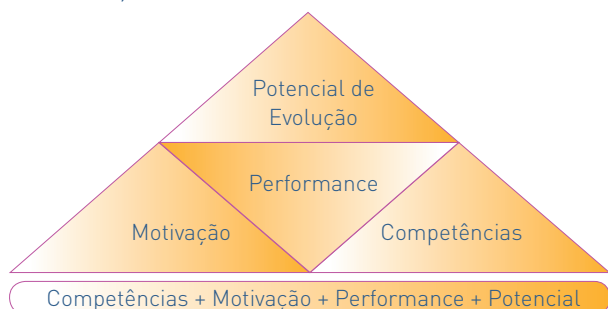 Potencial de
Evolução
Performance
Motivação
Competências
Competências + Motivação + Performance + Potencial